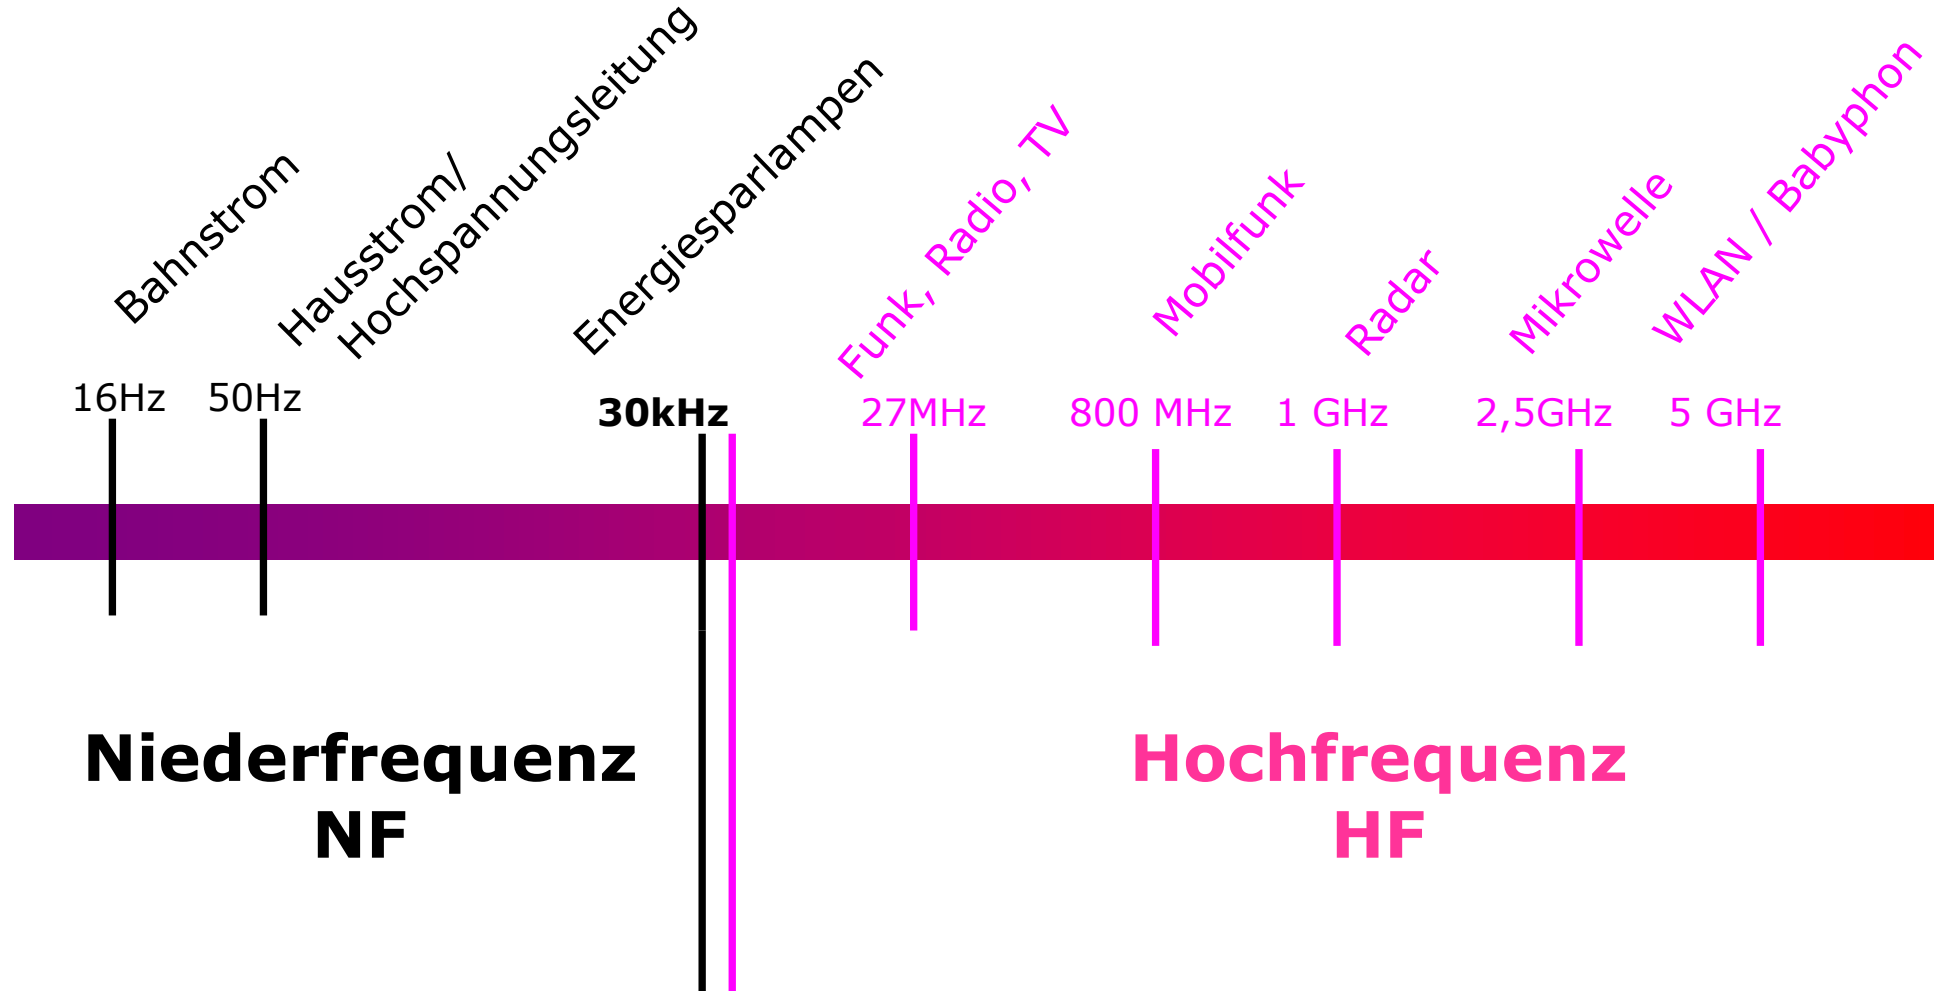 Bahnstrom
Hausstrom/
Hochspannungsleitung
Energiesparlampen
Funk, Radio, TV
Mobilfunk
Radar
Mikrowelle
WLAN / Babyphon
16Hz
50Hz
30kHz
27MHz
800 MHz
1 GHz
2,5GHz
5 GHz
Niederfrequenz
NF
Hochfrequenz
HF